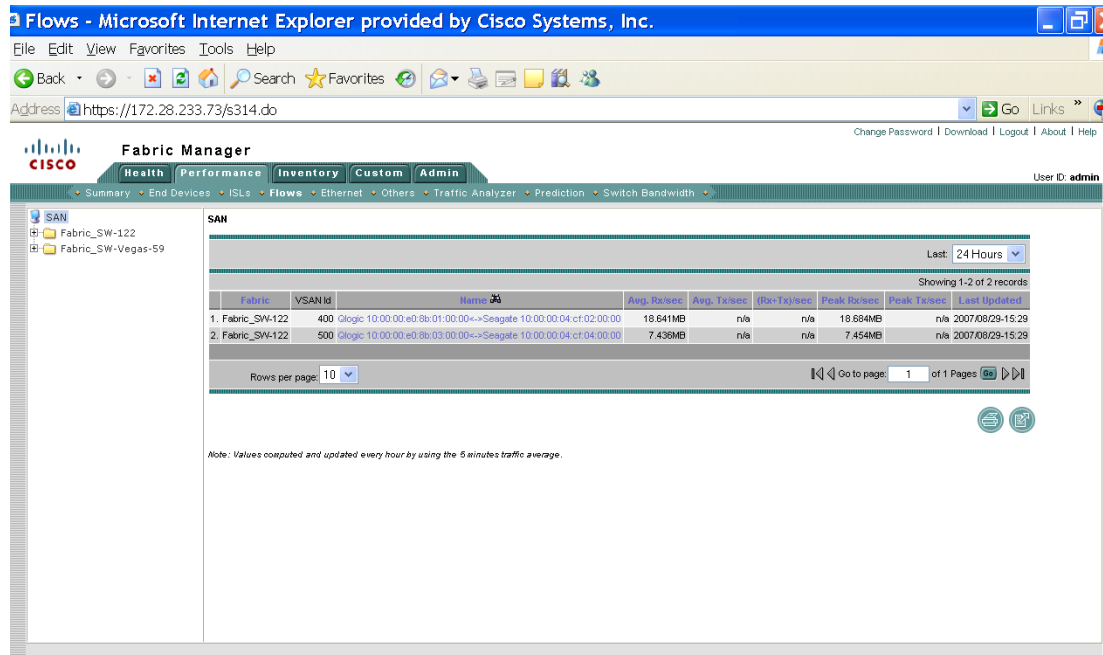 Flows - Microsoft Internet Explorer provided by Cisco Systems, Inc.
File Edit View Favorites Tools Help
Back Search Favorites
Address https://172.28.233.73/s314.do Go Links »
Change Password | Download | Logout | About | Help
CISCO Fabric Manager
Health Performance Inventory Custom Admin
User ID: admin
Summary End Devices ISLs Flows Ethernet Others Traffic Analyzer Prediction Switch Bandwidth
SAN
Fabric_SW-122
Fabric_SW-Vegas-59
SAN
Last: 24 Hours
Showing 1-2 of 2 records
Fabric VSAN Id Name Avg. Rx/sec Avg. Tx/sec (Rx+Tx)/sec Peak Rx/sec Peak Tx/sec Last Updated
1. Fabric_SW-122 400 Qlogic 10:00:00:e0:8b:01:00:00<->Seagate 10:00:00:04:cf:02:00:00 18.641MB n/a n/a 18.684MB n/a 2007/08/29-15:29
2. Fabric_SW-122 500 Qlogic 10:00:00:e0:8b:03:00:00<->Seagate 10:00:00:04:cf:04:00:00 7.436MB n/a n/a 7.454MB n/a 2007/08/29-15:29
Rows per page: 10 Go to page: 1 of 1 Pages Go
Note: Values computed and updated every hour by using the 5 minutes traffic average.